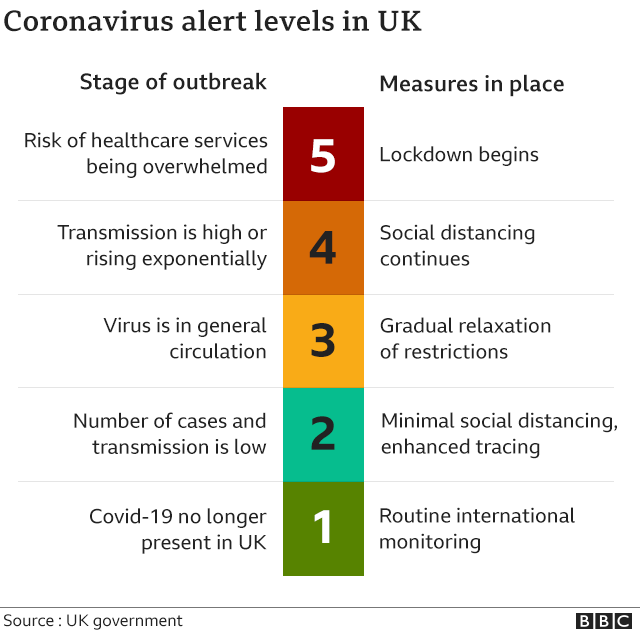 Coronavirus alert levels in UK
Stage of outbreak
Measures in place
Risk of healthcare services
being overwhelmed
5
Lockdown begins
Transmission is high or
rising exponentially
4
Social distancing
continues
Virus is in general
circulation
3
Gradual relaxation
of restrictions
Number of cases and
transmission is low
2
Minimal social distancing,
enhanced tracing
Covid-19 no longer
present in UK
1
Routine international
monitoring
Source : UK government
BBC